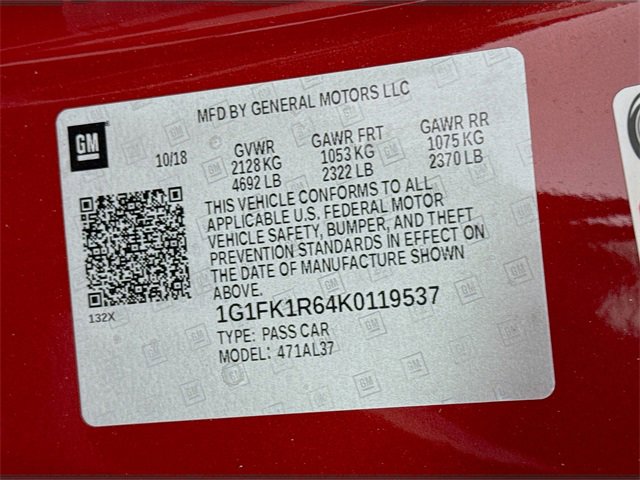 MFD BY GENERAL MOTORS LLC
GM
10/18
GVWR
2128 KG
4692 LB
GAWR FRT
1053 KG
2322 LB
GAWR RR
1075 KG
2370 LB
THIS VEHICLE CONFORMS TO ALL
APPLICABLE U.S. FEDERAL MOTOR
VEHICLE SAFETY, BUMPER, AND THEFT
PREVENTION STANDARDS IN EFFECT ON
THE DATE OF MANUFACTURE SHOWN
ABOVE.
132X
1G1FK1R64K0119537
TYPE: PASS CAR
MODEL: 471AL37